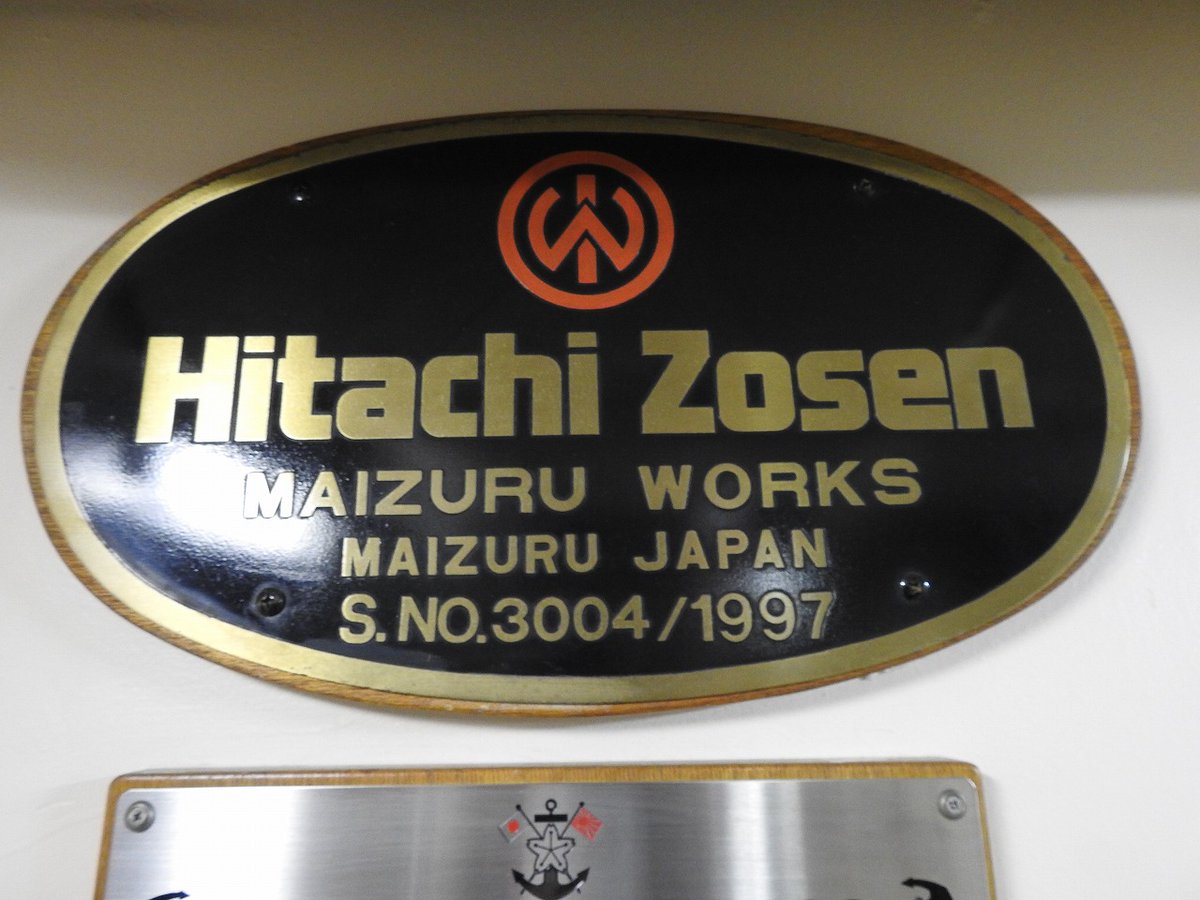 Hitachi Zosen
MAIZURU WORKS
MAIZURU JAPAN
S.NO.3004/1997